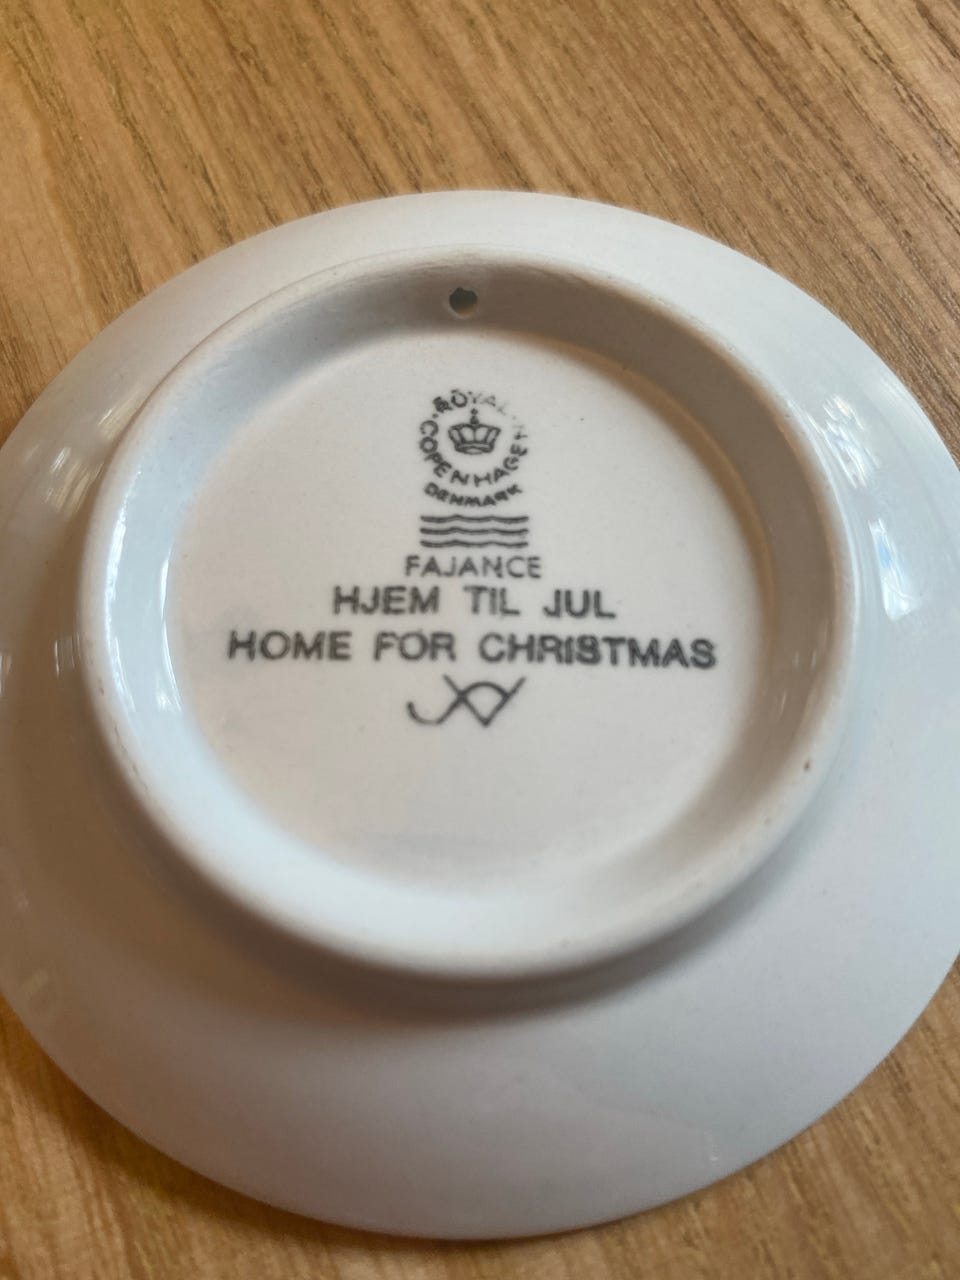 ROYAL
COPENHAGEN
DENMARK
FAJANCE
HJEM TIL JUL
HOME FOR CHRISTMAS